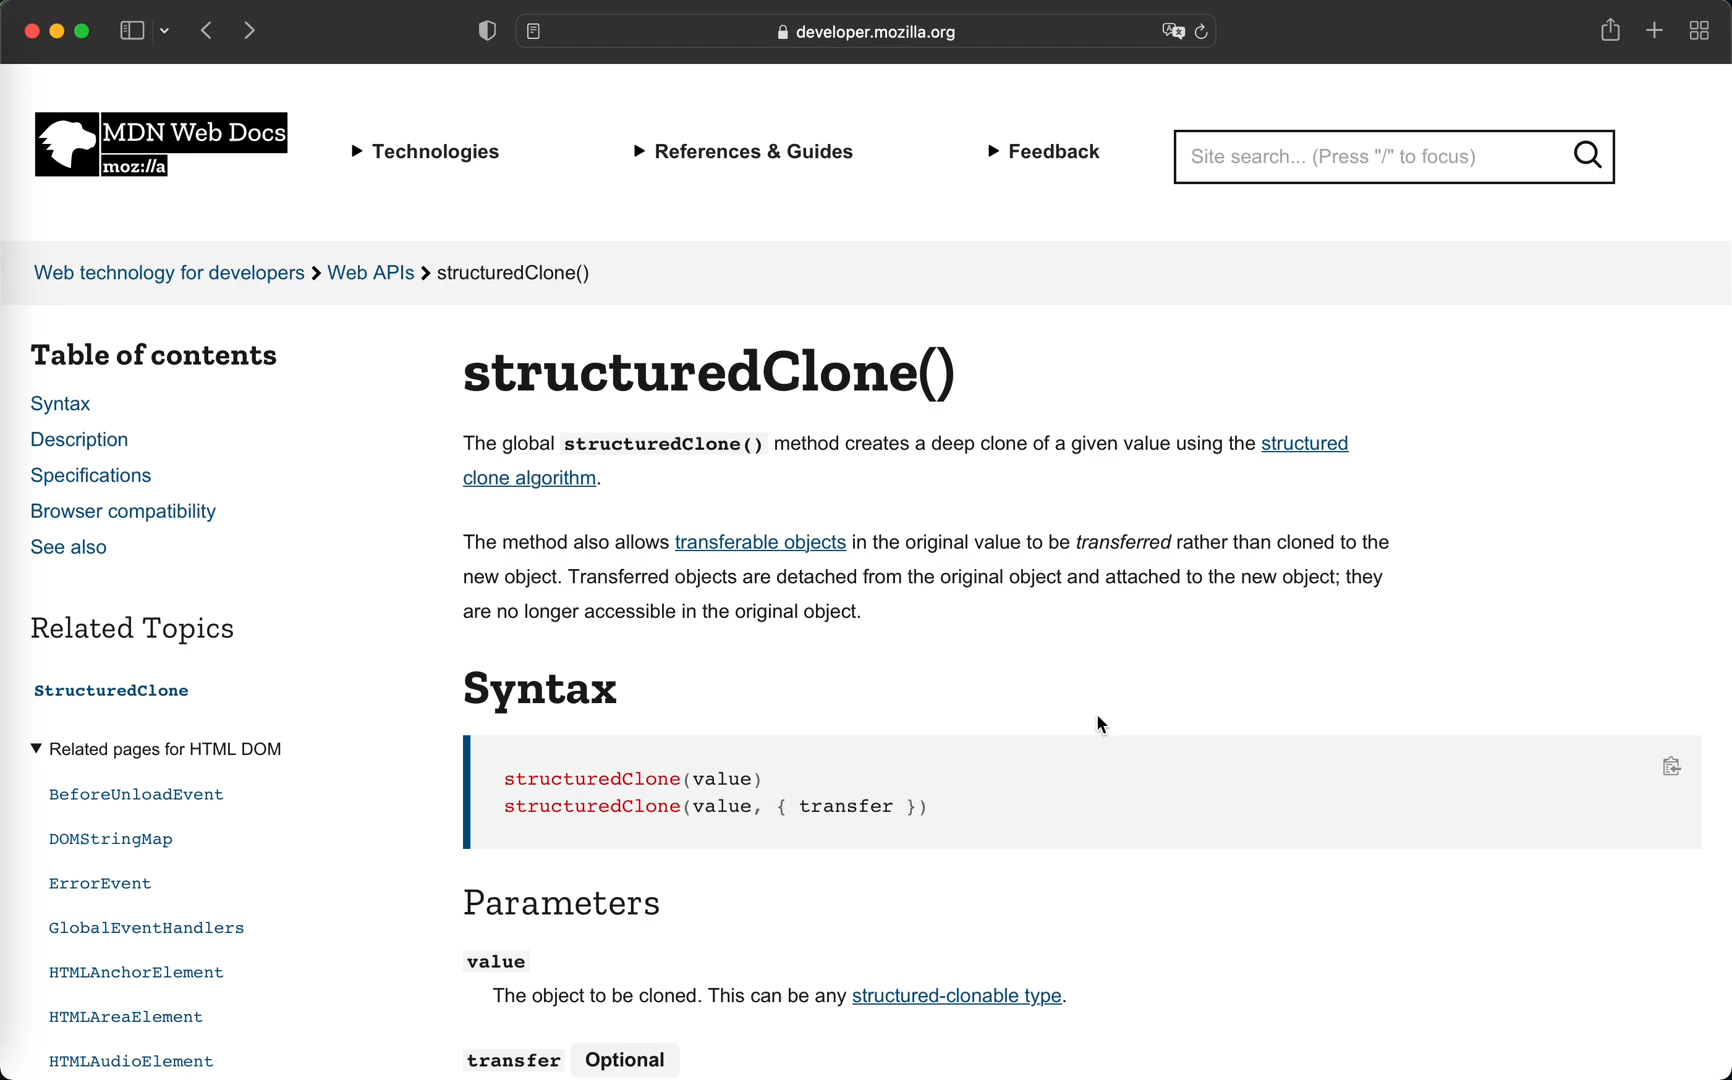 developer.mozilla.org
MDN Web Docs
moz://a
Technologies
References & Guides
Feedback
Site search... (Press "/" to focus)
Web technology for developers
Web APIs
structuredClone()
Table of contents
Syntax
Description
Specifications
Browser compatibility
See also
Related Topics
StructuredClone
Related pages for HTML DOM
BeforeUnloadEvent
DOMStringMap
ErrorEvent
GlobalEventHandlers
HTMLAnchorElement
HTMLAreaElement
HTMLAudioElement
structuredClone()
The global structuredClone() method creates a deep clone of a given value using the structured
clone algorithm.
The method also allows transferable objects in the original value to be transferred rather than cloned to the
new object. Transferred objects are detached from the original object and attached to the new object; they
are no longer accessible in the original object.
Syntax
structuredClone(value)
structuredClone(value, { transfer })
Parameters
value
The object to be cloned. This can be any structured-clonable type.
transfer Optional